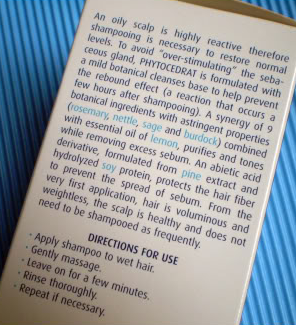 An oily scalp is highly reactive therefore
shampooing is necessary to restore normal
levels. To avoid "over-stimulating" the seba-
ceous gland, PHYTOCEDRAT is formulated with
a mild botanical cleanses base to help prevent
the rebound effect (a reaction that occurs a
few hours after shampooing). A synergy of 9
botanical ingredients with astringent properties
(rosemary, nettle, sage and burdock) combined
with essential oil of lemon, purifies and tones
while removing excess sebum. An abietic acid
derivative, formulated from pine extract and
hydrolyzed soy protein, protects the hair fiber
to prevent the spread of sebum. From the
very first application, hair is voluminous and
weightless, the scalp is healthy and does not
need to be shampooed as frequently.
DIRECTIONS FOR USE
· Apply shampoo to wet hair.
· Gently massage.
· Leave on for a few minutes.
· Rinse thoroughly.
· Repeat if necessary.